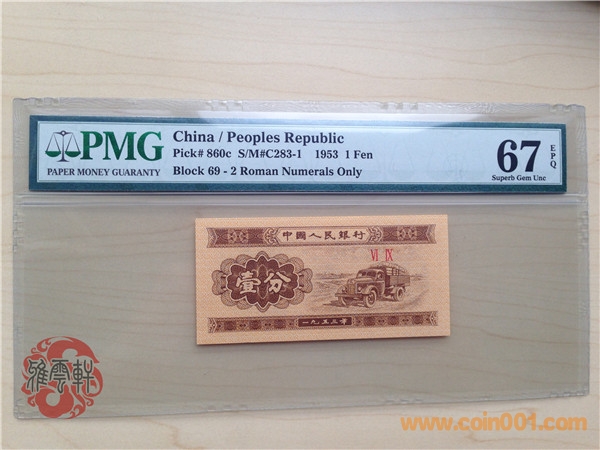 PMG
PAPER MONEY GUARANTY
China / Peoples Republic
Pick# 860c S/M#C283-1 1953 1 Fen
Block 69 - 2 Roman Numerals Only
67
EPQ
Superb Gem Unc
中國人民銀行
VI IX
壹分
一九五三年
雅雲軒
www.coin001.com